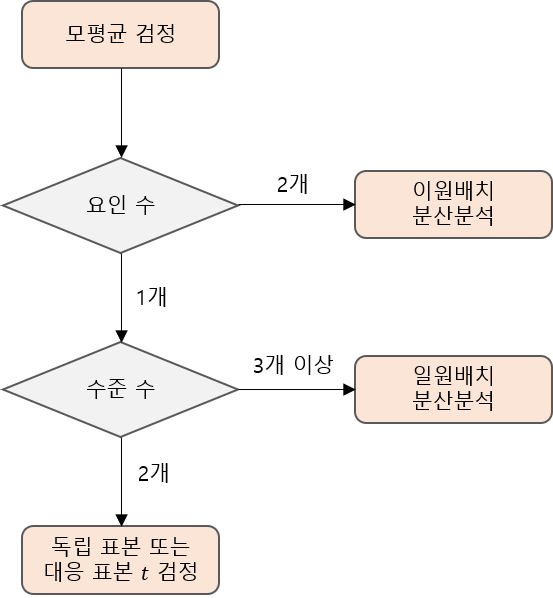 모평균 검정
요인 수
2개
이원배치
분산분석
1개
수준 수
3개 이상
일원배치
분산분석
2개
독립 표본 또는
대응 표본 t 검정